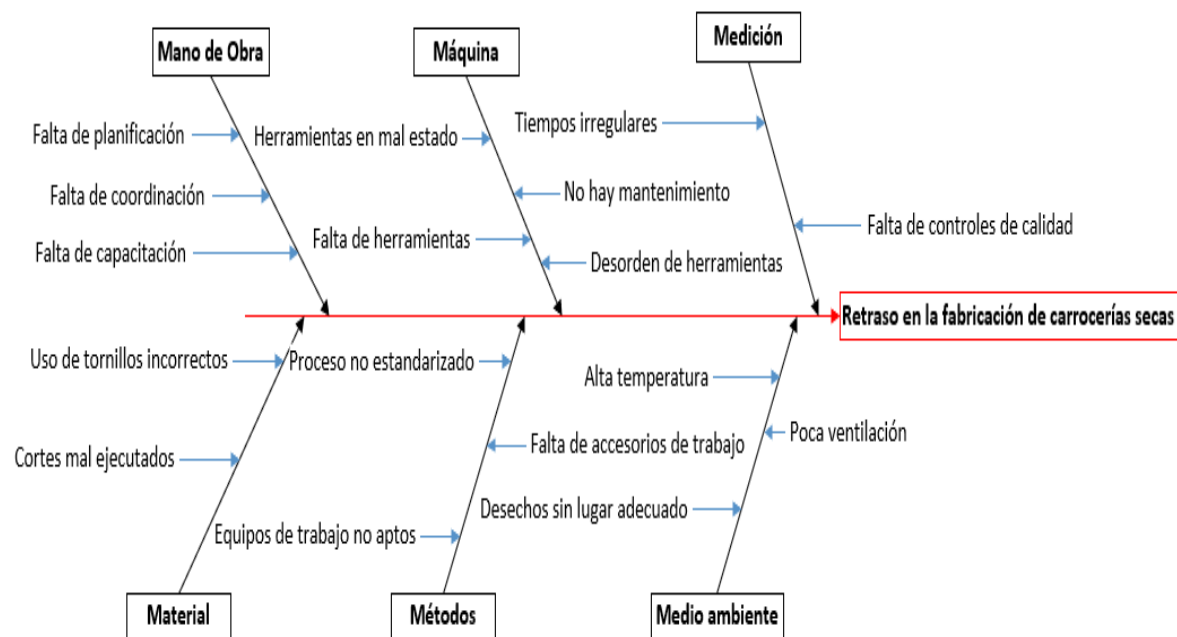 Mano de Obra
Máquina
Medición
Falta de planificación
Herramientas en mal estado
Tiempos irregulares
Falta de coordinación
No hay mantenimiento
Falta de capacitación
Falta de herramientas
Desorden de herramientas
Falta de controles de calidad
Retraso en la fabricación de carrocerías secas
Uso de tornillos incorrectos
Proceso no estandarizado
Alta temperatura
Cortes mal ejecutados
Falta de accesorios de trabajo
Poca ventilación
Equipos de trabajo no aptos
Desechos sin lugar adecuado
Material
Métodos
Medio ambiente